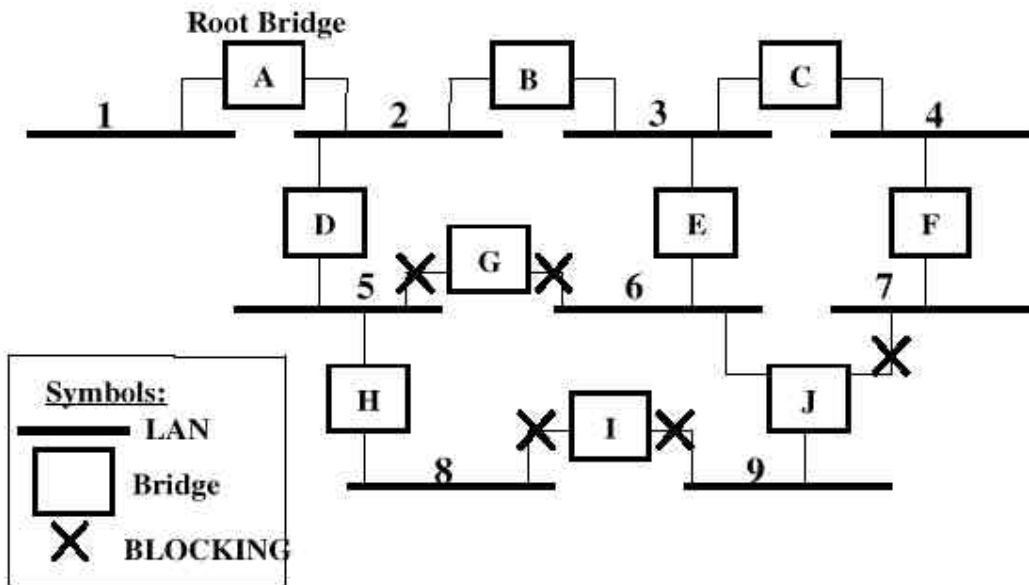 Root Bridge
A
B
C
1
2
3
4
D
E
F
G
5
6
7
H
I
J
8
9
Symbols:
LAN
Bridge
BLOCKING